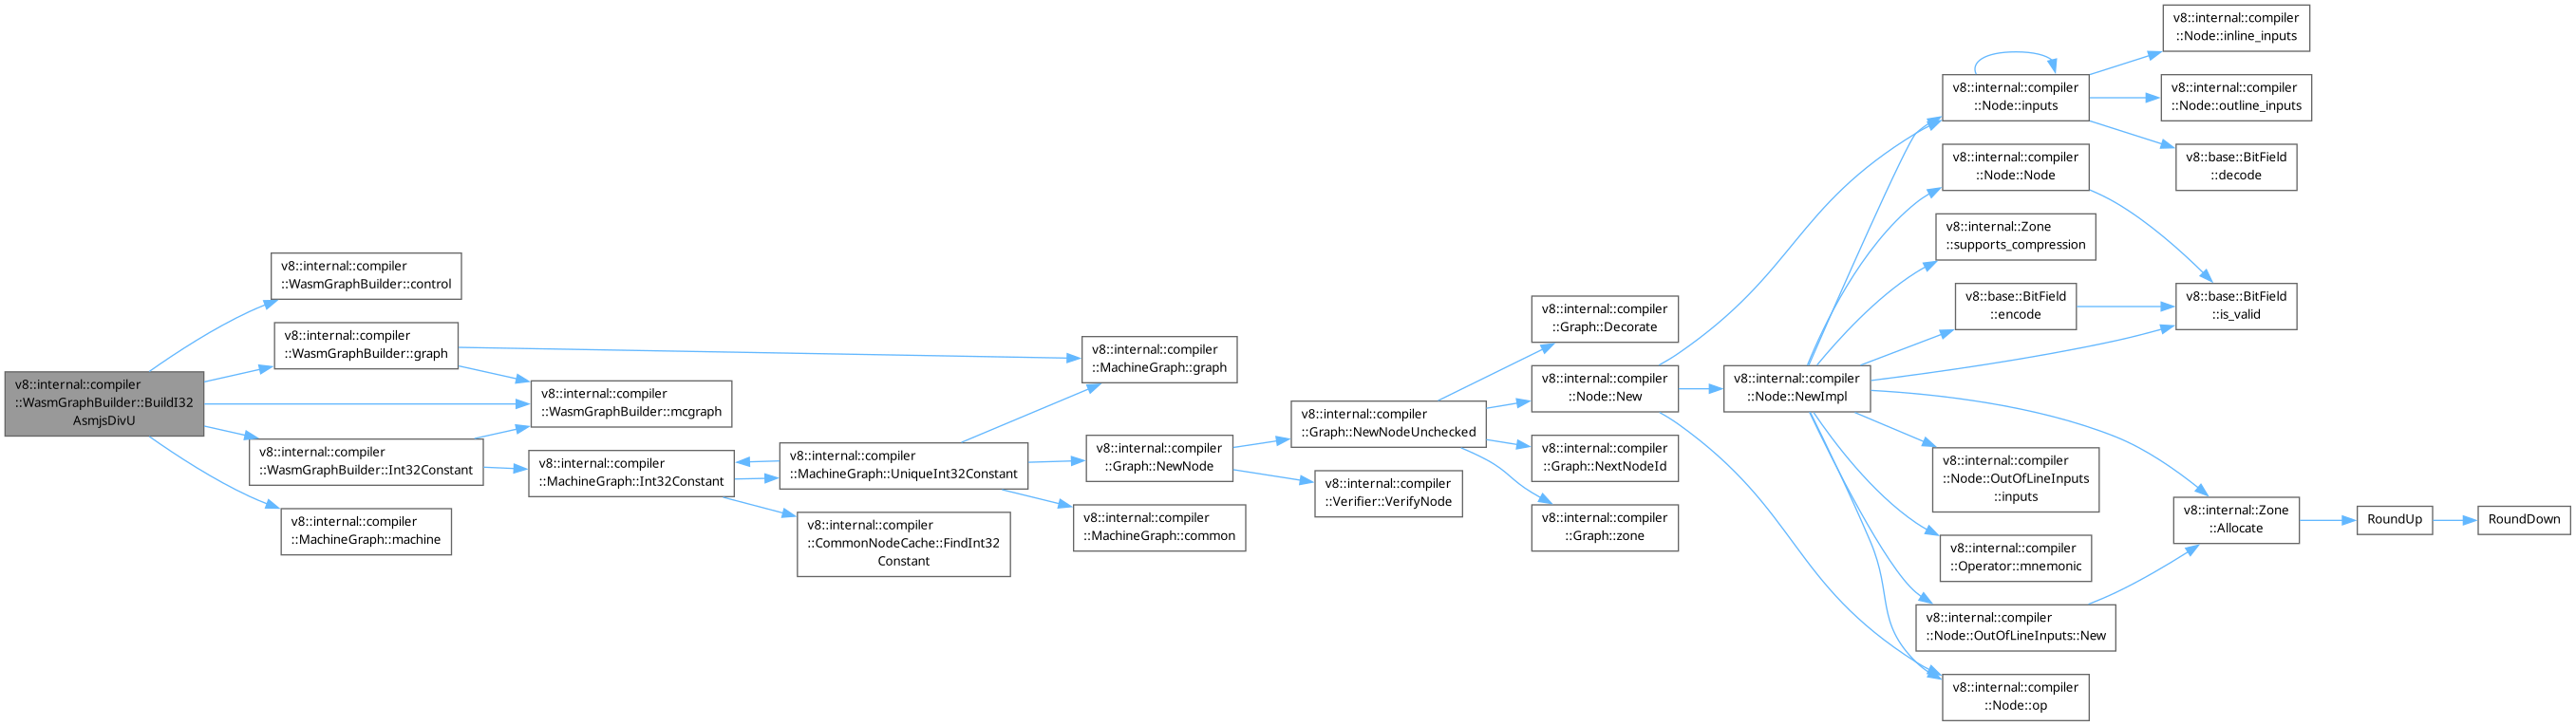 v8::internal::compiler
::WasmGraphBuilder::BuildI32
AsmjsDivU
v8::internal::compiler
::WasmGraphBuilder::control
v8::internal::compiler
::WasmGraphBuilder::graph
v8::internal::compiler
::WasmGraphBuilder::mcgraph
v8::internal::compiler
::WasmGraphBuilder::Int32Constant
v8::internal::compiler
::MachineGraph::machine
v8::internal::compiler
::MachineGraph::Int32Constant
v8::internal::compiler
::MachineGraph::UniqueInt32Constant
v8::internal::compiler
::CommonNodeCache::FindInt32
Constant
v8::internal::compiler
::MachineGraph::graph
v8::internal::compiler
::Graph::NewNode
v8::internal::compiler
::MachineGraph::common
v8::internal::compiler
::Graph::NewNodeUnchecked
v8::internal::compiler
::Verifier::VerifyNode
v8::internal::compiler
::Graph::Decorate
v8::internal::compiler
::Node::New
v8::internal::compiler
::Graph::NextNodeId
v8::internal::compiler
::Graph::zone
v8::internal::compiler
::Node::NewImpl
v8::internal::compiler
::Node::inputs
v8::internal::compiler
::Node::Node
v8::internal::Zone
::supports_compression
v8::base::BitField
::encode
v8::internal::compiler
::Node::OutOfLineInputs
::inputs
v8::internal::compiler
::Operator::mnemonic
v8::internal::compiler
::Node::OutOfLineInputs::New
v8::internal::compiler
::Node::op
v8::internal::compiler
::Node::inline_inputs
v8::internal::compiler
::Node::outline_inputs
v8::base::BitField
::decode
v8::base::BitField
::is_valid
v8::internal::Zone
::Allocate
RoundUp
RoundDown